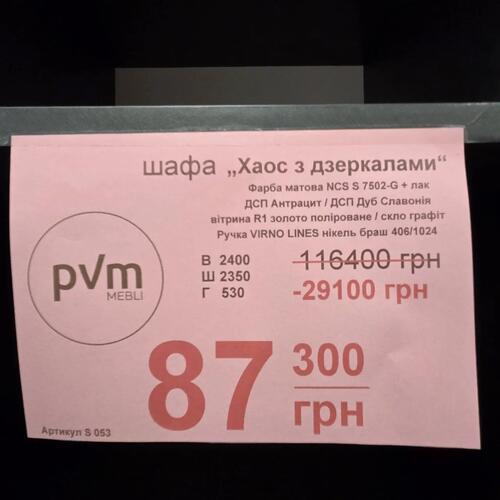 шафа „Хаос з дзеркалами“
Фарба матова NCS S 7502-G + лак
ДСП Антрацит / ДСП Дуб Славонія
вітрина R1 золото поліроване / скло графіт
Ручка VIRNO LINES нікель браш 406/1024
pVm
MEBLI
В 2400
Ш 2350
Г 530
116400 грн
-29100 грн
87 300
грн
Артикул S 053